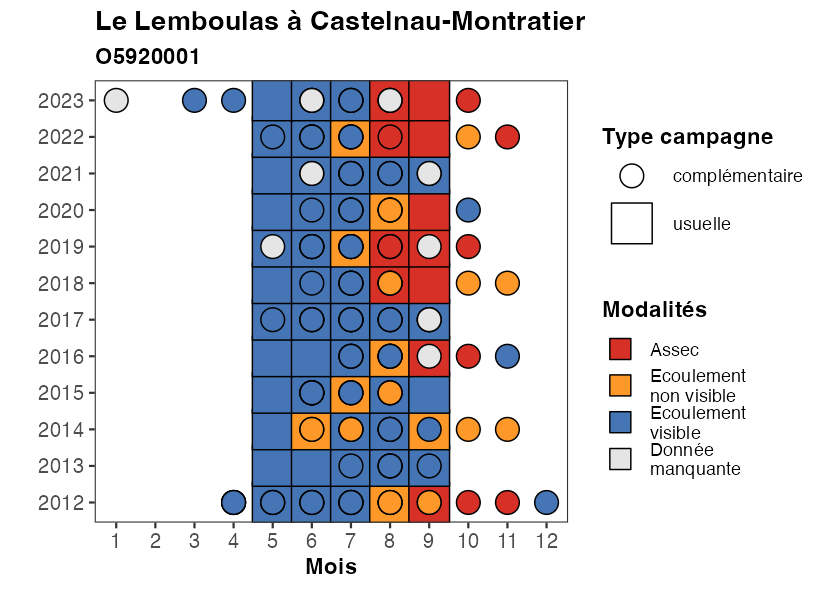 Le Lemboulas à Castelnau-Montratier
O5920001
2023
2022
2021
2020
2019
2018
2017
2016
2015
2014
2013
2012
1 2 3 4 5 6 7 8 9 10 11 12
Mois
Type campagne
complémentaire
usuelle
Modalités
Assec
Ecoulement
non visible
Ecoulement
visible
Donnée
manquante